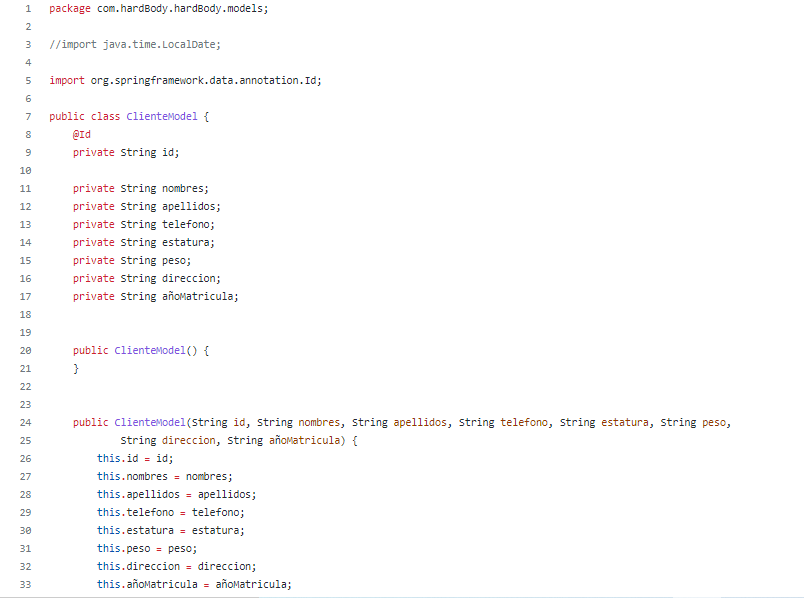 1 package com.hardBody.hardBody.models;
2
3 //import java.time.LocalDate;
4
5 import org.springframework.data.annotation.Id;
6
7 public class ClienteModel {
8 @Id
9 private String id;
10
11 private String nombres;
12 private String apellidos;
13 private String telefono;
14 private String estatura;
15 private String peso;
16 private String direccion;
17 private String añoMatricula;
18
19
20 public ClienteModel() {
21 }
22
23
24 public ClienteModel(String id, String nombres, String apellidos, String telefono, String estatura, String peso,
25 String direccion, String añoMatricula) {
26 this.id = id;
27 this.nombres = nombres;
28 this.apellidos = apellidos;
29 this.telefono = telefono;
30 this.estatura = estatura;
31 this.peso = peso;
32 this.direccion = direccion;
33 this.añoMatricula = añoMatricula;